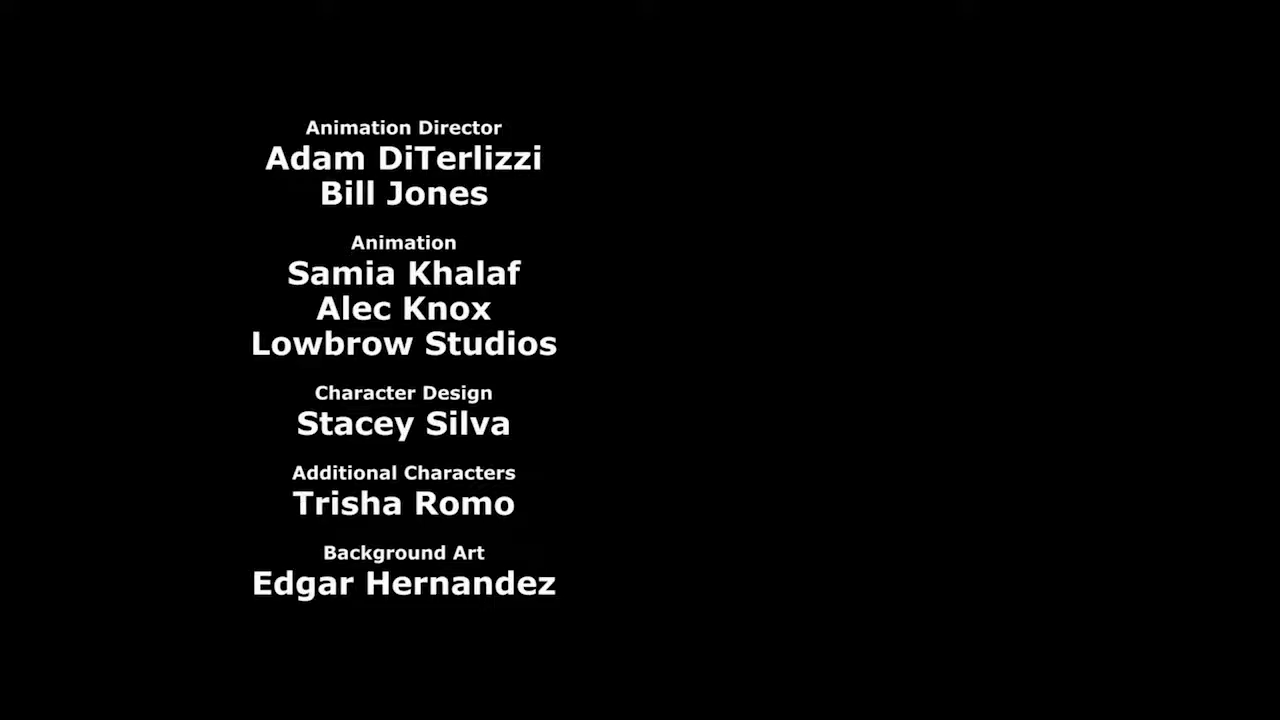 Animation Director
Adam DiTerlizzi
Bill Jones
Animation
Samia Khalaf
Alec Knox
Lowbrow Studios
Character Design
Stacey Silva
Additional Characters
Trisha Romo
Background Art
Edgar Hernandez